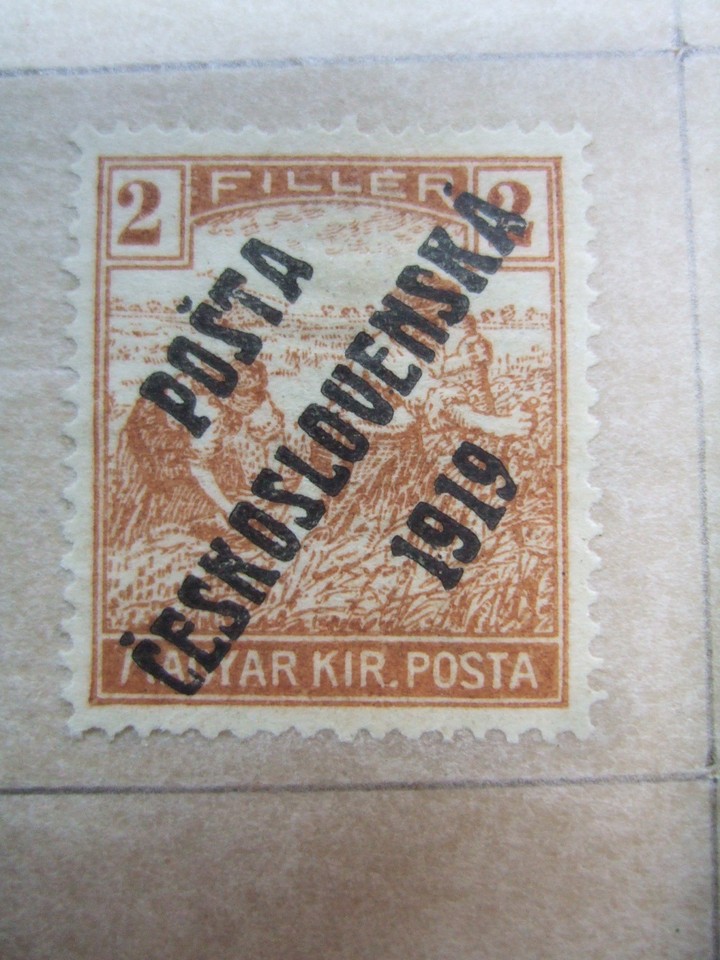 2 FILLÉR 2
POŠTA
ČESKOSLOVENSKÁ
1919
MAGYAR KIR. POSTA